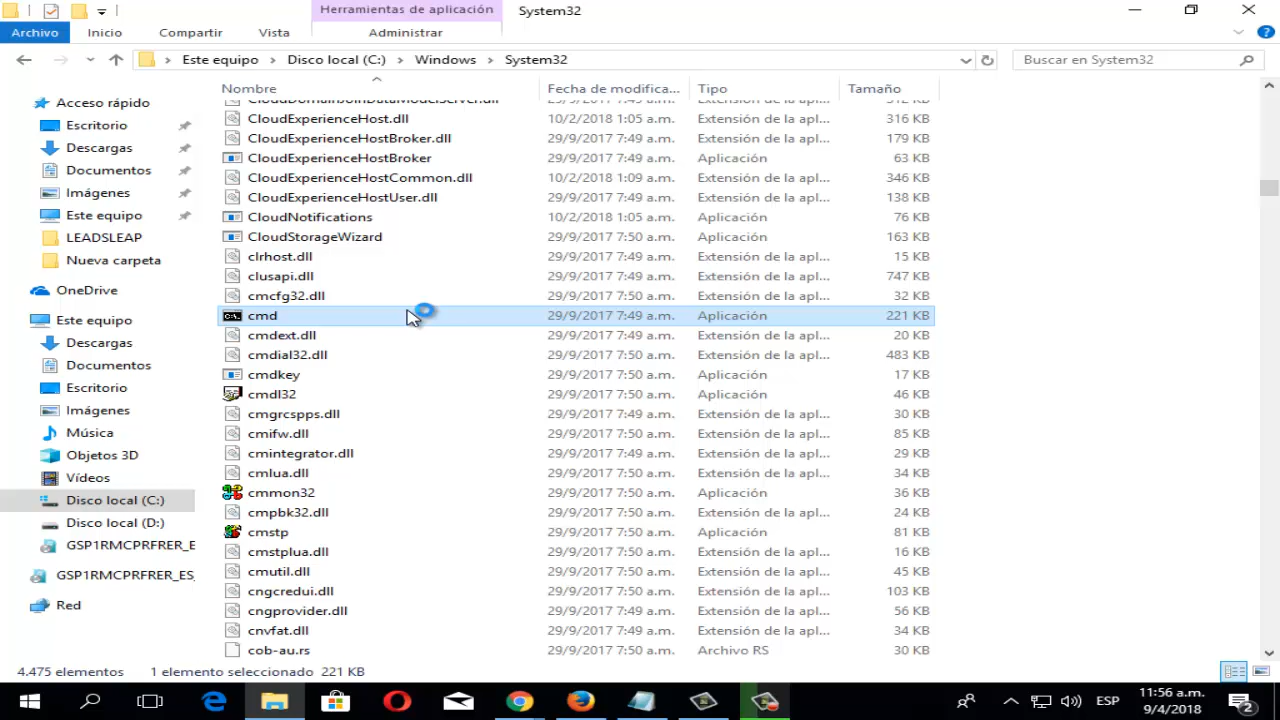 Herramientas de aplicación
System32
Archivo
Inicio
Compartir
Vista
Administrar
Este equipo
Disco local (C:)
Windows
System32
Buscar en System32
Acceso rápido
Escritorio
Descargas
Documentos
Imágenes
Este equipo
LEADSLEAP
Nueva carpeta
OneDrive
Este equipo
Descargas
Documentos
Escritorio
Imágenes
Música
Objetos 3D
Vídeos
Disco local (C:)
Disco local (D:)
GSP1RMCPRFRER_E
GSP1RMCPRFRER_ES_
Red
Nombre Fecha de modifica... Tipo Tamaño
CloudDomainJoinDataModelServer.dll 29/9/2017 7:49 a.m. Extensión de la apl... 312 KB
CloudExperienceHost.dll 10/2/2018 1:05 a.m. Extensión de la apl... 316 KB
CloudExperienceHostBroker.dll 29/9/2017 7:49 a.m. Extensión de la apl... 179 KB
CloudExperienceHostBroker 29/9/2017 7:49 a.m. Aplicación 63 KB
CloudExperienceHostCommon.dll 10/2/2018 1:09 a.m. Extensión de la apl... 346 KB
CloudExperienceHostUser.dll 29/9/2017 7:49 a.m. Extensión de la apl... 138 KB
CloudNotifications 10/2/2018 1:05 a.m. Aplicación 76 KB
CloudStorageWizard 29/9/2017 7:50 a.m. Aplicación 163 KB
clrhost.dll 29/9/2017 7:49 a.m. Extensión de la apl... 15 KB
clusapi.dll 29/9/2017 7:50 a.m. Extensión de la apl... 747 KB
cmcfg32.dll 29/9/2017 7:50 a.m. Extensión de la apl... 32 KB
cmd 29/9/2017 7:49 a.m. Aplicación 221 KB
cmdext.dll 29/9/2017 7:49 a.m. Extensión de la apl... 20 KB
cmdial32.dll 29/9/2017 7:50 a.m. Extensión de la apl... 483 KB
cmdkey 29/9/2017 7:50 a.m. Aplicación 17 KB
cmdl32 29/9/2017 7:50 a.m. Aplicación 46 KB
cmgrcspps.dll 29/9/2017 7:49 a.m. Extensión de la apl... 30 KB
cmifw.dll 29/9/2017 7:50 a.m. Extensión de la apl... 85 KB
cmintegrator.dll 29/9/2017 7:49 a.m. Extensión de la apl... 29 KB
cmlua.dll 29/9/2017 7:50 a.m. Extensión de la apl... 34 KB
cmmon32 29/9/2017 7:50 a.m. Aplicación 36 KB
cmpbk32.dll 29/9/2017 7:50 a.m. Extensión de la apl... 24 KB
cmstp 29/9/2017 7:50 a.m. Aplicación 81 KB
cmstplua.dll 29/9/2017 7:50 a.m. Extensión de la apl... 16 KB
cmutil.dll 29/9/2017 7:50 a.m. Extensión de la apl... 45 KB
cngcredui.dll 29/9/2017 7:50 a.m. Extensión de la apl... 103 KB
cngprovider.dll 29/9/2017 7:49 a.m. Extensión de la apl... 56 KB
cnvfat.dll 29/9/2017 7:50 a.m. Extensión de la apl... 34 KB
cob-au.rs 29/9/2017 7:50 a.m. Archivo RS 30 KB
4.475 elementos 1 elemento seleccionado 221 KB
ESP
11:56 a.m.
9/4/2018
2